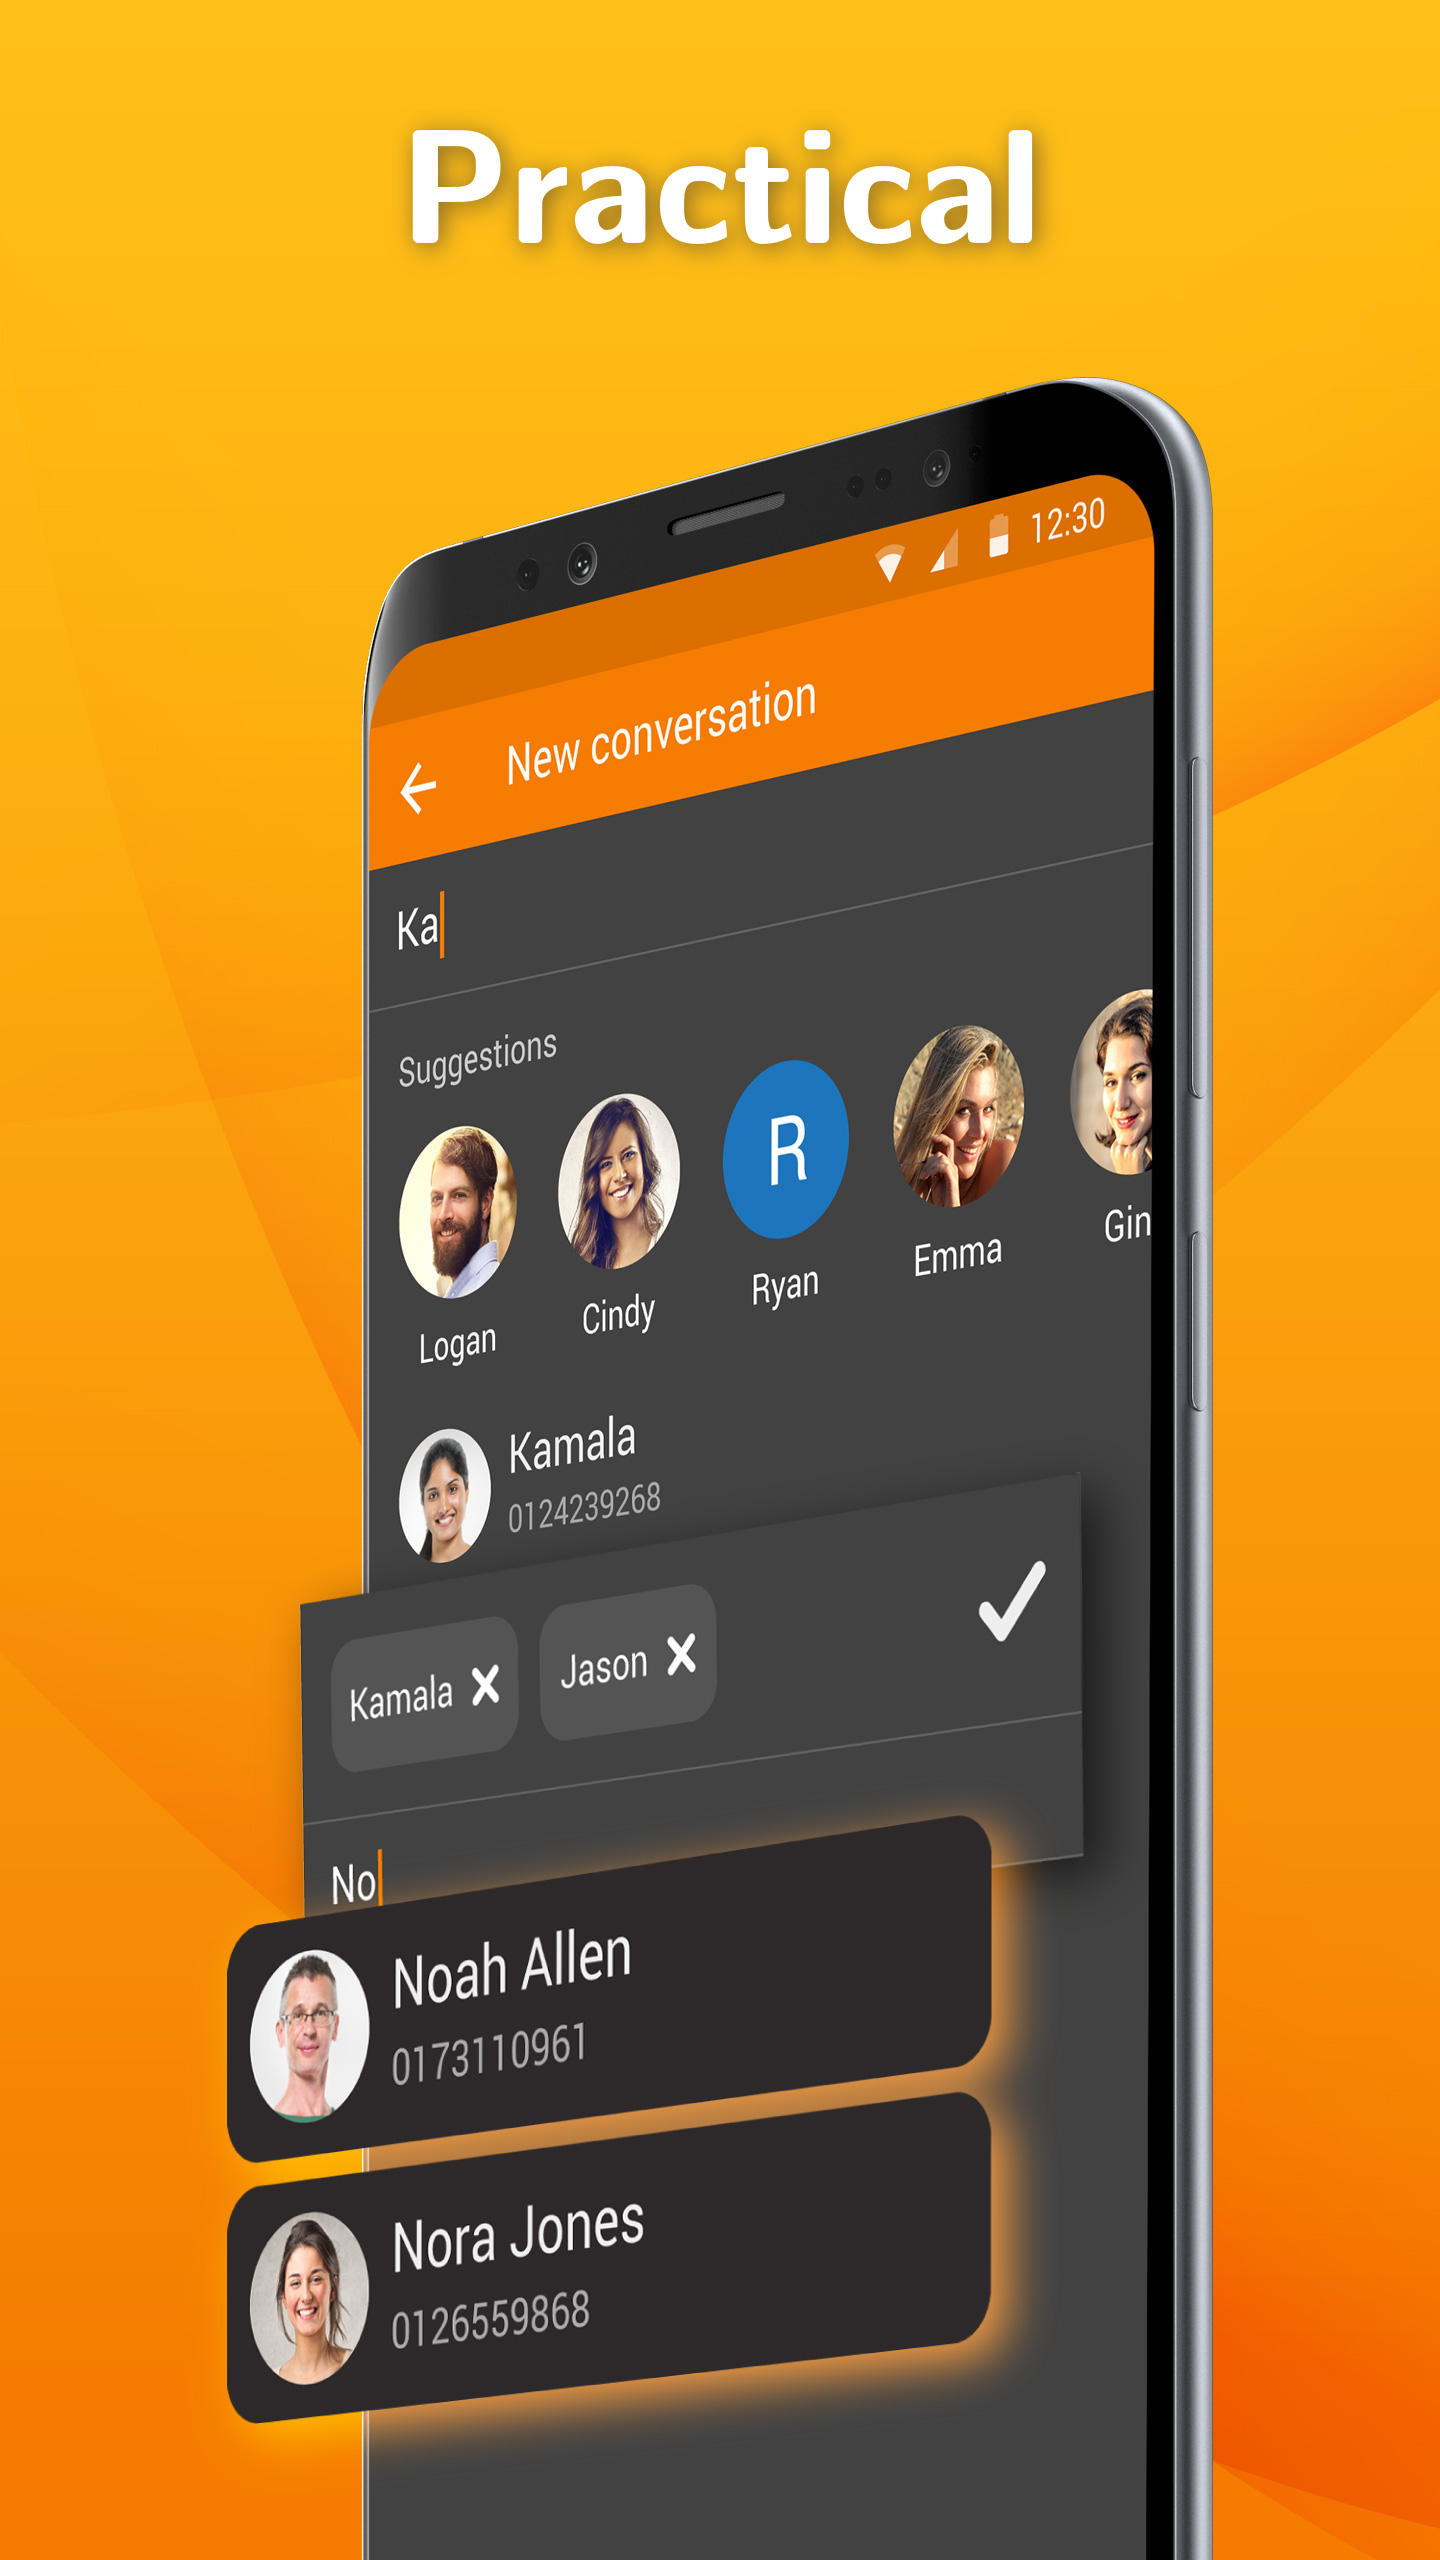 Practical
12:30
New conversation
Ka
Suggestions
Logan
Cindy
R
Ryan
Emma
Gin
Kamala
0124239268
Kamala
Jason
No
Noah Allen
0173110961
Nora Jones
0126559868